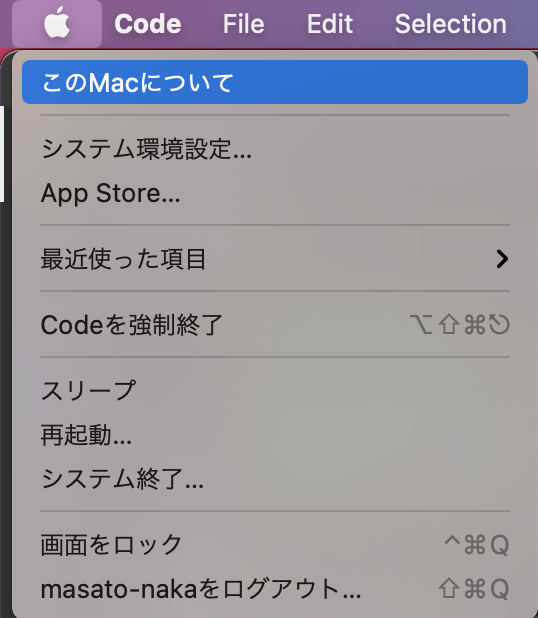 Code File Edit Selection
このMacについて
システム環境設定...
App Store...
最近使った項目
Codeを強制終了 ⌥⇧⌘⎋
スリープ
再起動...
システム終了...
画面をロック ^⌘Q
masato-nakaをログアウト... ⇧⌘Q